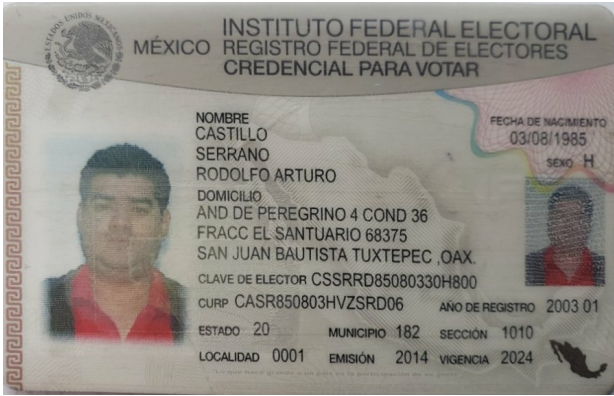 ESTADOS UNIDOS MEXICANOS
MÉXICO
INSTITUTO FEDERAL ELECTORAL
REGISTRO FEDERAL DE ELECTORES
CREDENCIAL PARA VOTAR
NOMBRE
CASTILLO
SERRANO
RODOLFO ARTURO
FECHA DE NACIMIENTO
03/08/1985
SEXO H
DOMICILIO
AND DE PEREGRINO 4 COND 36
FRACC EL SANTUARIO 68375
SAN JUAN BAUTISTA TUXTEPEC ,OAX.
CLAVE DE ELECTOR CSSRRD85080330H800
CURP CASR850803HVZSRD06 AÑO DE REGISTRO 2003 01
ESTADO 20 MUNICIPIO 182 SECCIÓN 1010
LOCALIDAD 0001 EMISIÓN 2014 VIGENCIA 2024